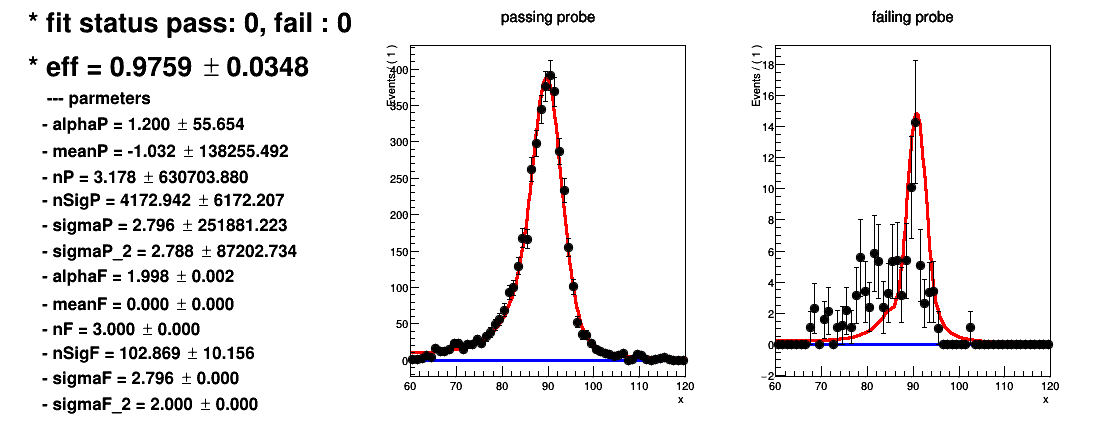 * fit status pass: 0, fail : 0
* eff = 0.9759 ± 0.0348
--- parmeters
- alphaP = 1.200 ± 55.654
- meanP = -1.032 ± 138255.492
- nP = 3.178 ± 630703.880
- nSigP = 4172.942 ± 6172.207
- sigmaP = 2.796 ± 251881.223
- sigmaP_2 = 2.788 ± 87202.734
- alphaF = 1.998 ± 0.002
- meanF = 0.000 ± 0.000
- nF = 3.000 ± 0.000
- nSigF = 102.869 ± 10.156
- sigmaF = 2.796 ± 0.000
- sigmaF_2 = 2.000 ± 0.000
passing probe
Events / ( 1 )
400
350
300
250
200
150
100
50
0
60 70 80 90 100 110 120
x
failing probe
Events / ( 1 )
18
16
14
12
10
8
6
4
2
0
−2
60 70 80 90 100 110 120
x